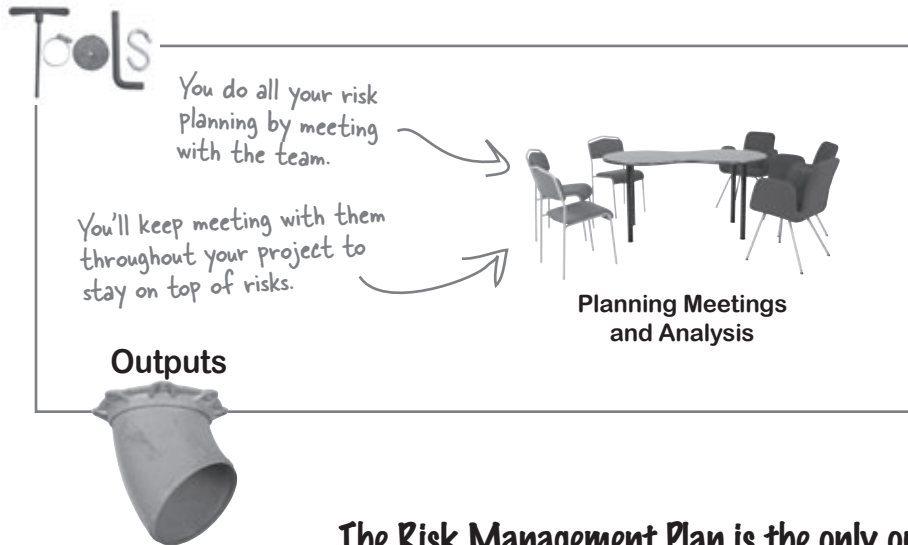 Tools
You do all your risk
planning by meeting
with the team.
You'll keep meeting with them
throughout your project to
stay on top of risks.
Planning Meetings
and Analysis
Outputs
The Risk Management Plan is the only